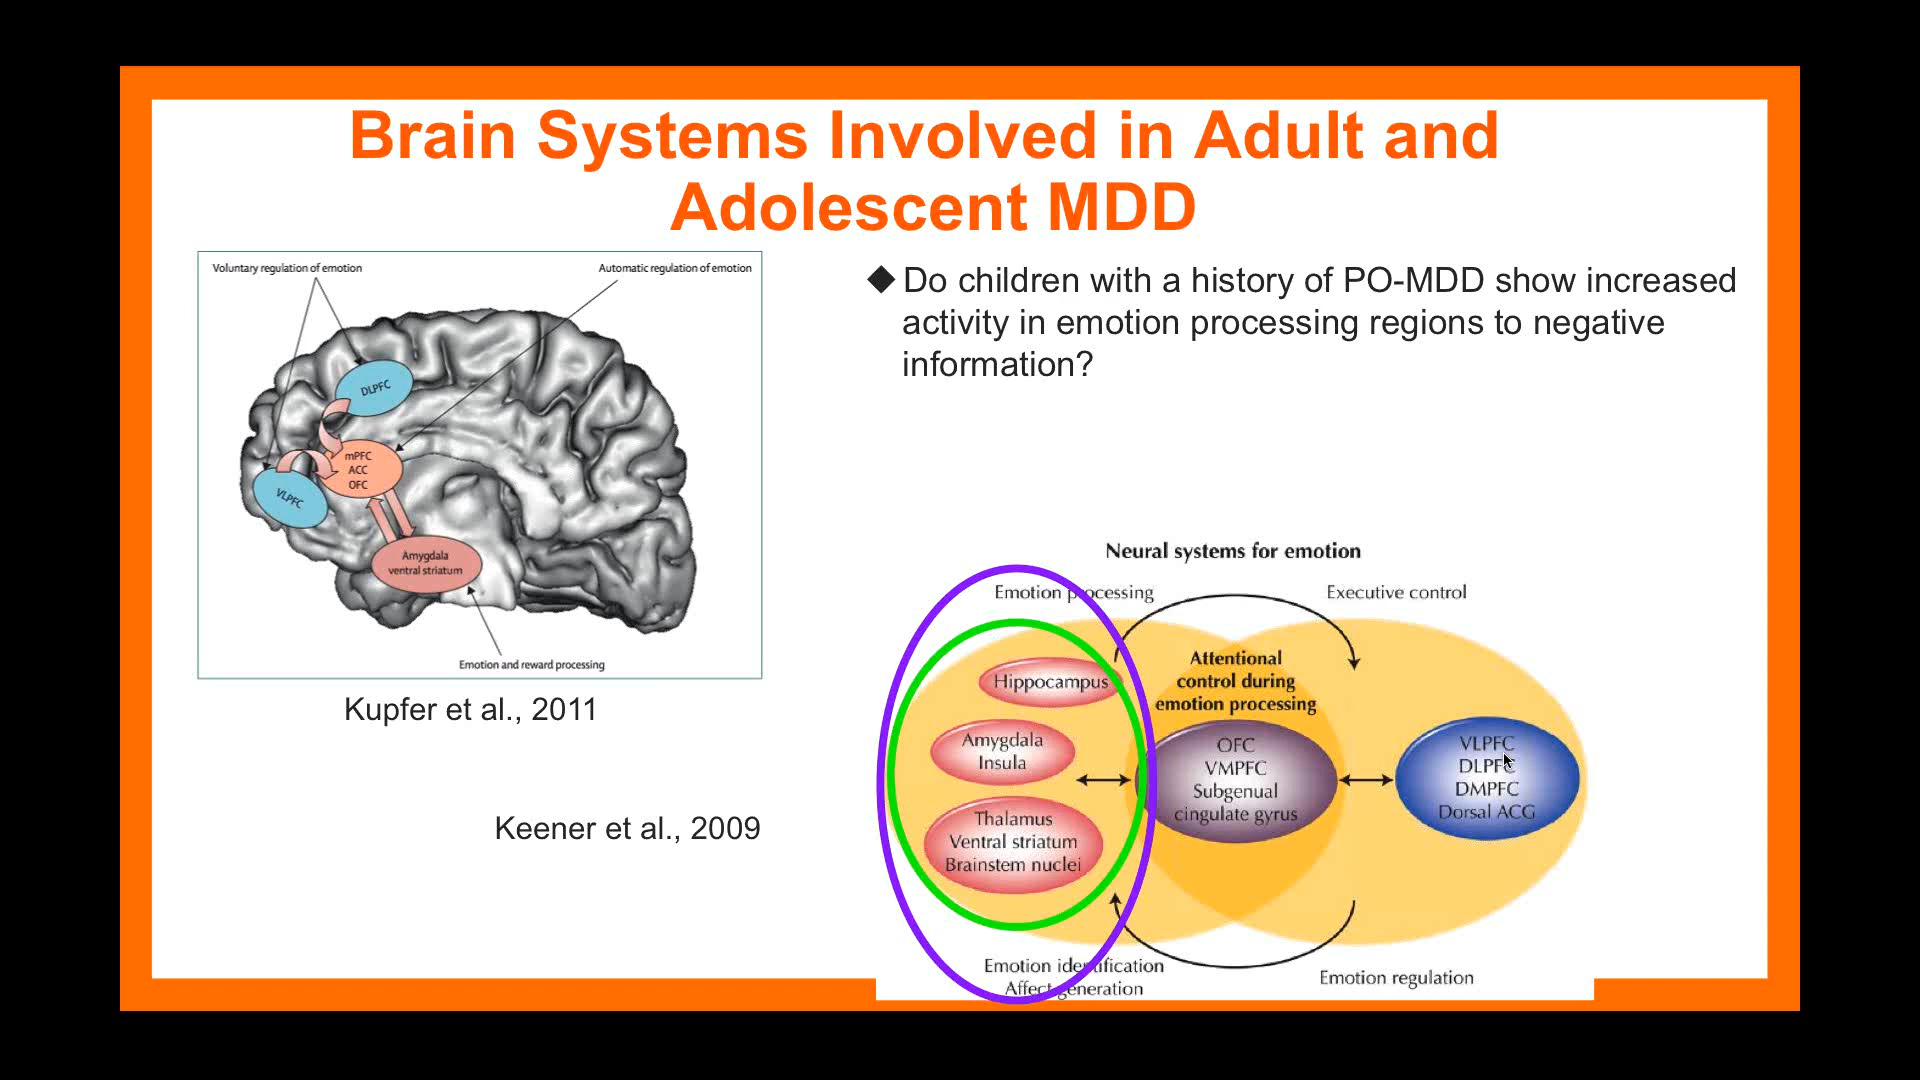 Brain Systems Involved in Adult and
Adolescent MDD
Voluntary regulation of emotion
Automatic regulation of emotion
DLPFC
mPFC
ACC
OFC
VLPFC
Amygdala
ventral striatum
Emotion and reward processing
Kupfer et al., 2011
Keener et al., 2009
◆ Do children with a history of PO-MDD show increased
activity in emotion processing regions to negative
information?
Neural systems for emotion
Emotion processing
Executive control
Attentional
control during
emotion processing
Hippocampus
Amygdala
Insula
Thalamus
Ventral striatum
Brainstem nuclei
OFC
VMPFC
Subgenual
cingulate gyrus
VLPFC
DLPFC
DMPFC
Dorsal ACG
Emotion identification
Affect generation
Emotion regulation